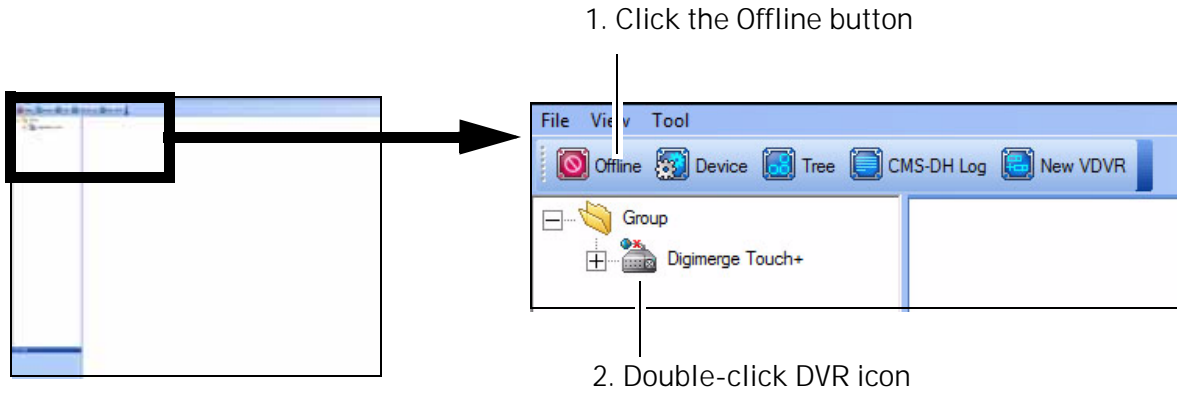 1. Click the Offline button
File View Tool
Offline Device Tree CMS-DH Log New VDVR
Group
Digimerge Touch+
2. Double-click DVR icon